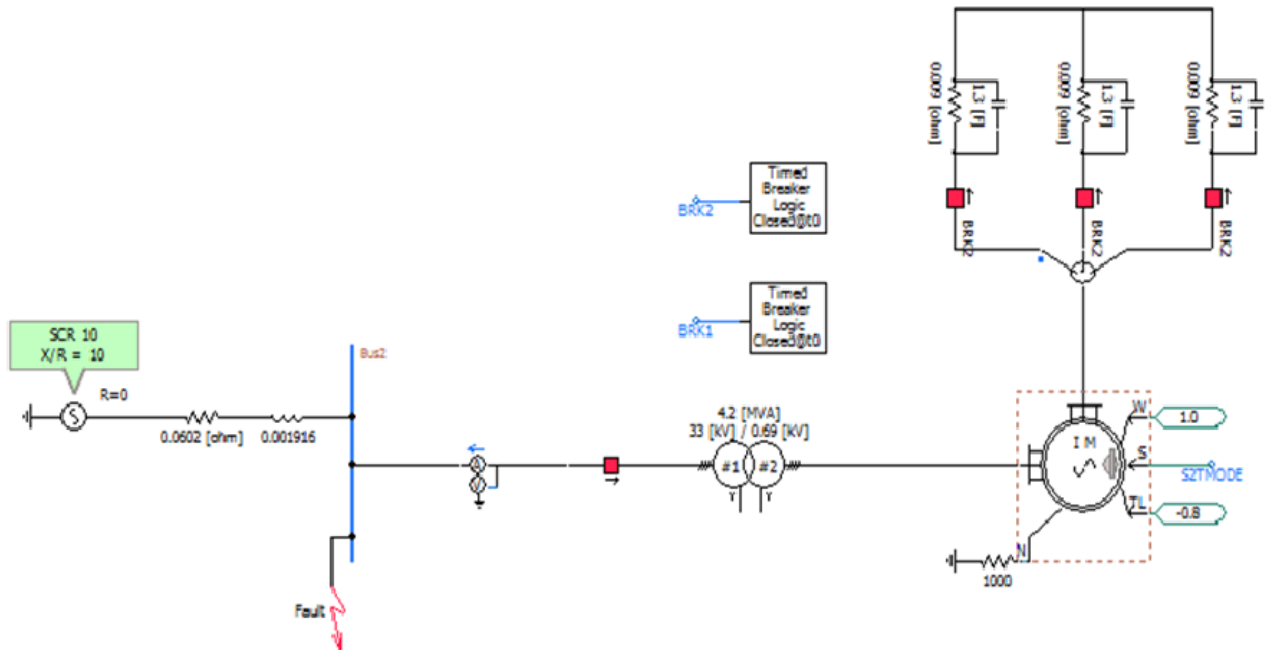 0.009 [ohm]
1.3 [F]
0.009 [ohm]
1.3 [F]
0.009 [ohm]
1.3 [F]
BRK2
BRK2
BRK2
Timed
Breaker
Logic
Closed@t0
BRK2
Timed
Breaker
Logic
Closed@t0
BRK1
SCR 10
X/R = 10
R=0
S
0.0602 [ohm]
0.001916
Bus2
A
V
4.2 [MVA]
33 [kV] / 0.69 [kV]
#1
#2
Y
Y
I M
W
1.0
S
S2TMODE
TL
-0.8
N
1000
Fault